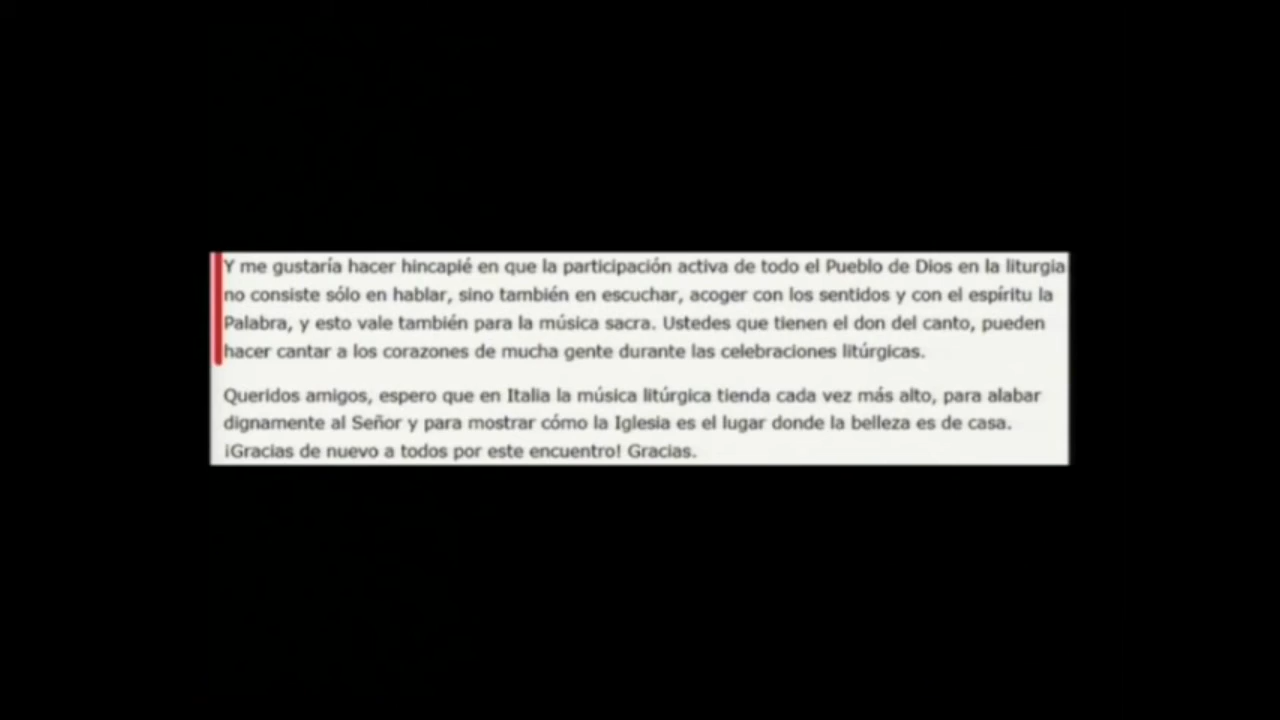 Y me gustaría hacer hincapié en que la participación activa de todo el Pueblo de Dios en la liturgia
no consiste sólo en hablar, sino también en escuchar, acoger con los sentidos y con el espíritu la
Palabra, y esto vale también para la música sacra. Ustedes que tienen el don del canto, pueden
hacer cantar a los corazones de mucha gente durante las celebraciones litúrgicas.
Queridos amigos, espero que en Italia la música litúrgica tienda cada vez más alto, para alabar
dignamente al Señor y para mostrar cómo la Iglesia es el lugar donde la belleza es de casa.
¡Gracias de nuevo a todos por este encuentro! Gracias.